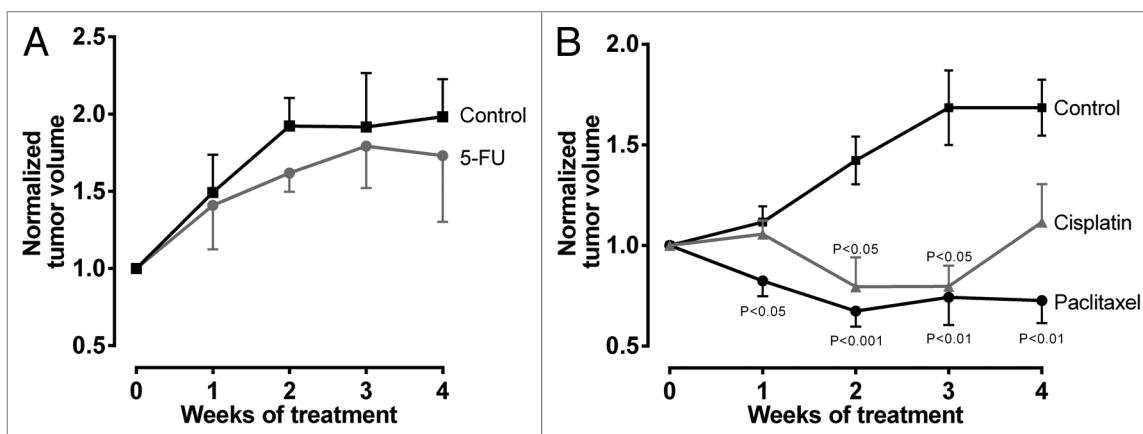 A
2.5
2.0
1.5
1.0
0.5
Normalized
tumor volume
Control
5-FU
0 1 2 3 4
Weeks of treatment
B
2.0
1.5
1.0
0.5
Normalized
tumor volume
Control
Cisplatin
Paclitaxel
P<0.05
P<0.05
P<0.05
P<0.001
P<0.01
P<0.01
0 1 2 3 4
Weeks of treatment